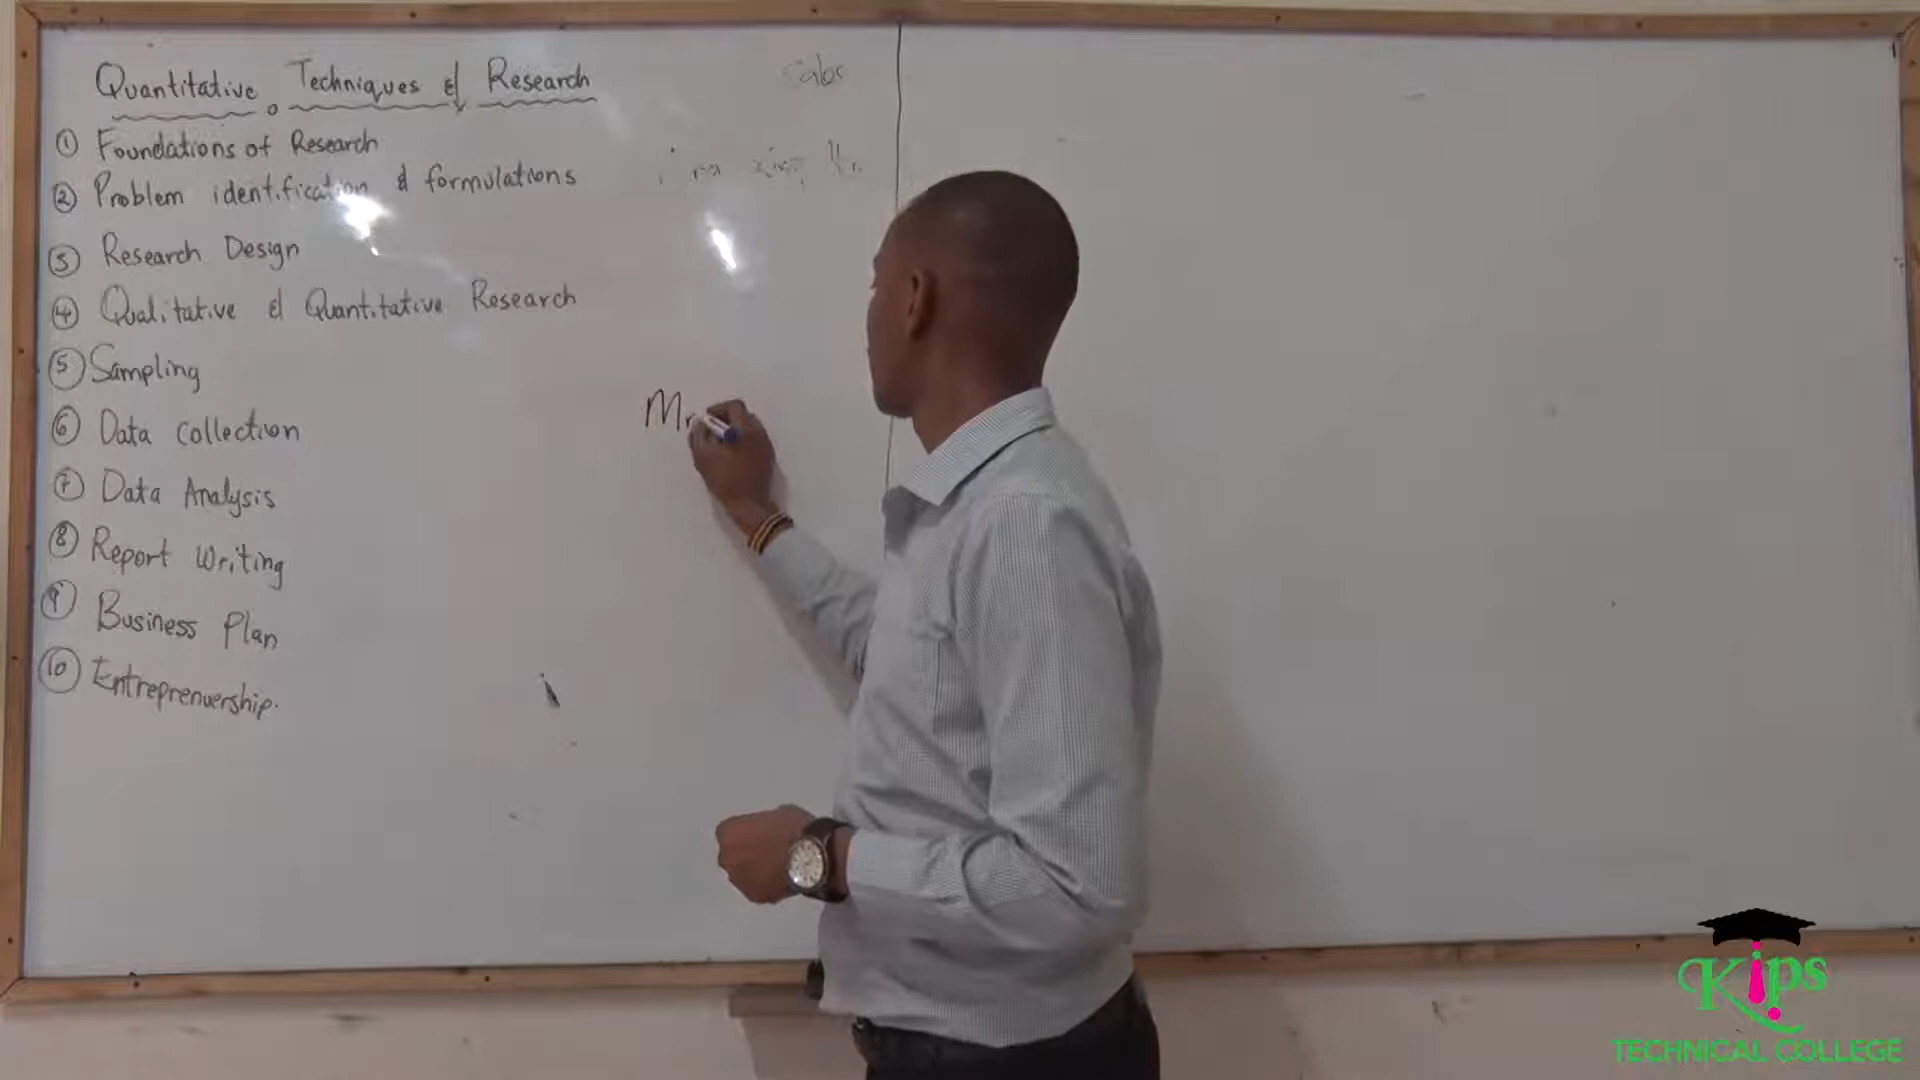 Quantitative Techniques & Research
① Foundations of Research
② Problem identification & formulations
③ Research Design
④ Qualitative & Quantitative Research
⑤ Sampling
⑥ Data collection
⑦ Data Analysis
⑧ Report Writing
⑨ Business Plan
⑩ Entreprenuership.
Mr
Kips
TECHNICAL COLLEGE